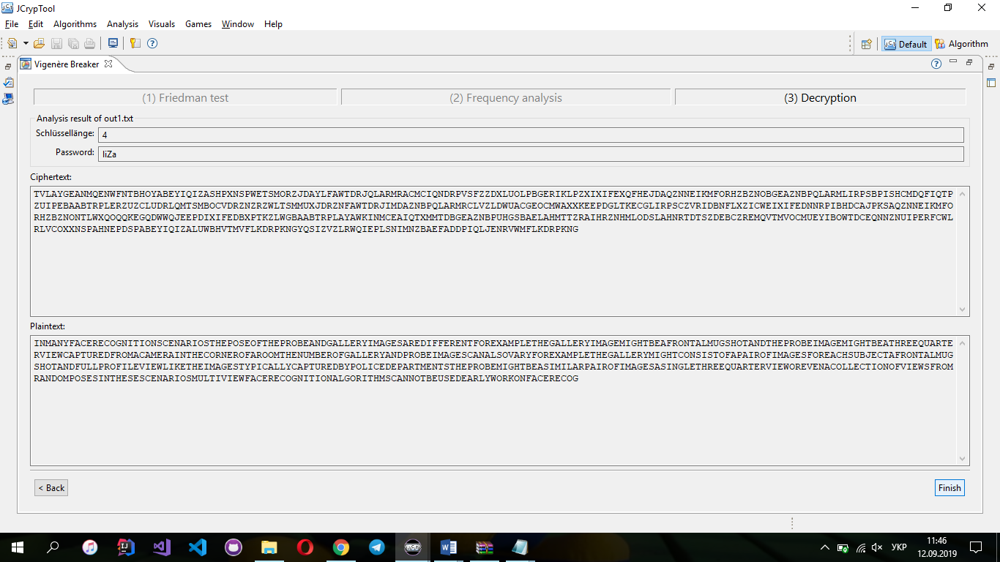 JCrypTool
File Edit Algorithms Analysis Visuals Games Window Help
Default Algorithm
Vigenère Breaker
(1) Friedman test (2) Frequency analysis (3) Decryption
Analysis result of out1.txt
Schlüssellänge: 4
Password: liZa
Ciphertext:
TVLAYGEANMQENWFNTBHOYABEYIQIZASHPXNSPWETSMORZJDAYLFAWTDRJQLARMRACMCIQNDRPVSFZZDXLUOLPBGERIKLPZXIXIFEXQFHEJDAQZNNEIKMFORHZBZNOBGEAZNBPQLARMLIRPSBPISHCMDQFIQTP
ZUIPEBAABTRPLERZUZCLUDRLQMTSMBOCVDRZNZRZWLTSMMUXJDRZNFAWTDRJIMDAZNBPQLARMRCLVZLDWUACGEOCMWAXXKEEPDGLTKECGLIRPSCZVRIDBNFLXZICWEIXIFEDNNRPIBHDCAJPKSAQZNNEIKMFO
RHZBZNONTLWXQOQQKEGQDWWQJEEPDIXIFEDBXPTKZLWGBAABTRPLAYAWKINMCEAIQTXMMTDBGEAZNBPUHGSBAELAHMTTZRAIHRZNHMLODSLAHNRTDTSZDEBCZREMQVTMVOCMUEYIBOWTDCEQNNZNUIPERFCWL
RLVCOXXNSPAHNEPDSPABEYIQIZALUWBHVTMVFLKDRPKNGYQSIZVZLRWQIEPLSNIMNZBAEFADDPIQLJENRVWMFLKDRPKNG
Plaintext:
INMANYFACERECOGNITIONSCENARIOSTHEPOSEOFTHEPROBEANDGALLERYIMAGESAREDIFFERENTFOREXAMPLETHEGALLERYIMAGEMIGHTBEAFRONTALMUGSHOTANDTHEPROBEIMAGEMIGHTBEATHREEQUARTE
RVIEWCAPTUREDFROMACAMERAINTHECORNEROFAROOMTHENUMBEROFGALLERYANDPROBEIMAGESCANALSOVARYFOREXAMPLETHEGALLERYMIGHTCONSISTOFAPAIROFIMAGESFOREACHSUBJECTAFRONTALMUG
SHOTANDFULLPROFILEVIEWLIKETHEIMAGESTYPICALLYCAPTUREDBYPOLICEDEPARTMENTSTHEPROBEMIGHTBEASIMILARPAIROFIMAGESASINGLETHREEQUARTERVIEWOREVENACOLLECTIONOFVIEWSFROM
RANDOMPOSESINTHESESCENARIOSMULTIVIEWFACERECOGNITIONALGORITHMSCANNOTBEUSEDEARLYWORKONFACERECOG
< Back Finish
УКР 11:46
12.09.2019